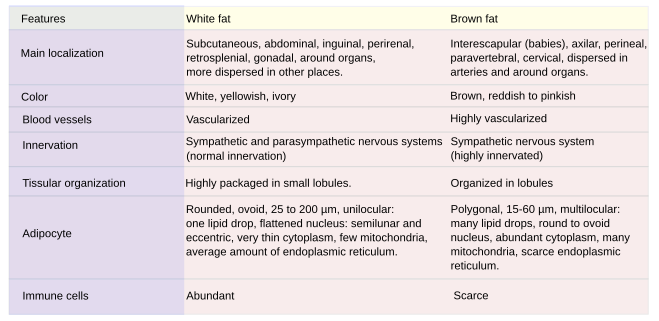 Features White fat Brown fat
Main localization
Subcutaneous, abdominal, inguinal, perirenal,
retrosplenial, gonadal, around organs,
more dispersed in other places.
Interescapular (babies), axilar, perineal,
paravertebral, cervical, dispersed in
arteries and around organs.
Color White, yellowish, ivory Brown, reddish to pinkish
Blood vessels Vascularized Highly vascularized
Innervation
Sympathetic and parasympathetic nervous systems
(normal innervation)
Sympathetic nervous system
(highly innervated)
Tissular organization Highly packaged in small lobules. Organized in lobules
Adipocyte
Rounded, ovoid, 25 to 200 µm, unilocular:
one lipid drop, flattened nucleus: semilunar and
eccentric, very thin cytoplasm, few mitochondria,
average amount of endoplasmic reticulum.
Polygonal, 15-60 µm, multilocular:
many lipid drops, round to ovoid
nucleus, abundant cytoplasm, many
mitochondria, scarce endoplasmic
reticulum.
Immune cells Abundant Scarce